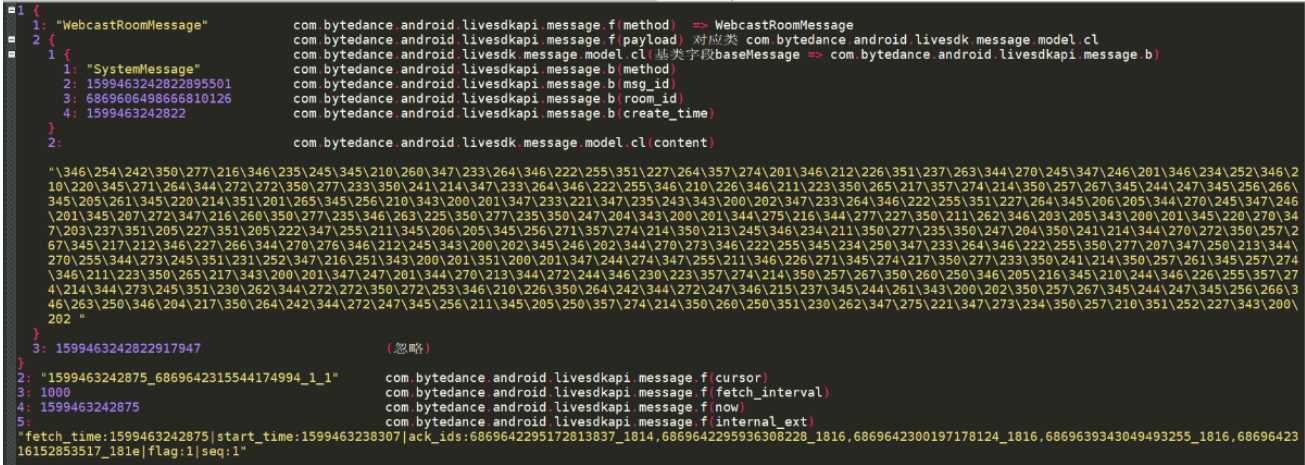 1 {
1: "WebcastRoomMessage" com.bytedance.android.livesdkapi.message.f(method) => WebcastRoomMessage
2 { com.bytedance.android.livesdkapi.message.f(payload) 对应类 com.bytedance.android.livesdk.message.model.cl
1 { com.bytedance.android.livesdk.message.model.cl(基类字段baseMessage => com.bytedance.android.livesdkapi.message.b)
1: "SystemMessage" com.bytedance.android.livesdkapi.message.b(method)
2: 1599463242822895501 com.bytedance.android.livesdkapi.message.b(msg_id)
3: 6869606498666810126 com.bytedance.android.livesdkapi.message.b(room_id)
4: 1599463242822 com.bytedance.android.livesdkapi.message.b(create_time)
}
2: com.bytedance.android.livesdk.message.model.cl(content)
"\346\254\242\350\277\216\346\235\245\345\210\260\347\233\264\346\222\255\351\227\264\357\274\201\346\212\226\351\237\263\344\270\245\347\246\201\346\234\252\346\2
10\220\345\271\264\344\272\272\350\277\233\350\241\214\347\233\264\346\222\255\346\210\226\346\211\223\350\265\217\357\274\214\350\257\267\345\244\247\345\256\266\
345\205\261\345\220\214\351\201\265\345\256\210\343\200\201\347\233\221\347\235\243\343\200\202\347\233\264\346\222\255\351\227\264\345\206\205\344\270\245\347\246
\201\345\207\272\347\216\260\350\277\235\346\263\225\350\277\235\350\247\204\343\200\201\344\275\216\344\277\227\350\211\262\346\203\205\343\200\201\345\220\270\34
7\203\237\351\205\227\351\205\222\347\255\211\345\206\205\345\256\271\357\274\214\350\213\245\346\234\211\350\277\235\350\247\204\350\241\214\344\270\272\350\257\2
67\345\217\212\346\227\266\344\270\276\346\212\245\343\200\202\345\246\202\344\270\273\346\222\255\345\234\250\347\233\264\346\222\255\350\277\207\347\250\213\344\
270\255\344\273\245\351\231\252\347\216\251\343\200\201\351\200\201\347\244\274\347\255\211\346\226\271\345\274\217\350\277\233\350\241\214\350\257\261\345\257\274
\346\211\223\350\265\217\343\200\201\347\247\201\344\270\213\344\272\244\346\230\223\357\274\214\350\257\267\350\260\250\346\205\216\345\210\244\346\226\255\357\27
4\214\344\273\245\351\230\262\344\272\272\350\272\253\346\210\226\350\264\242\344\272\247\346\215\237\345\244\261\343\200\202\350\257\267\345\244\247\345\256\266\3
46\263\250\346\204\217\350\264\242\344\272\247\345\256\211\345\205\250\357\274\214\350\260\250\351\230\262\347\275\221\347\273\234\350\257\210\351\252\227\343\200\
202 "
}
3: 1599463242822917947 (忽略)
}
2: "1599463242875_6869642315544174994_1_1" com.bytedance.android.livesdkapi.message.f(cursor)
3: 1000 com.bytedance.android.livesdkapi.message.f(fetch_interval)
4: 1599463242875 com.bytedance.android.livesdkapi.message.f(now)
5: com.bytedance.android.livesdkapi.message.f(internal_ext)
"fetch_time:1599463242875|start_time:1599463238307|ack_ids:6869642295172813837_1814,6869642295936308228_1816,6869642300197178124_1816,6869639343049493255_1816,68696423
16152853517_181e|flag:1|seq:1"